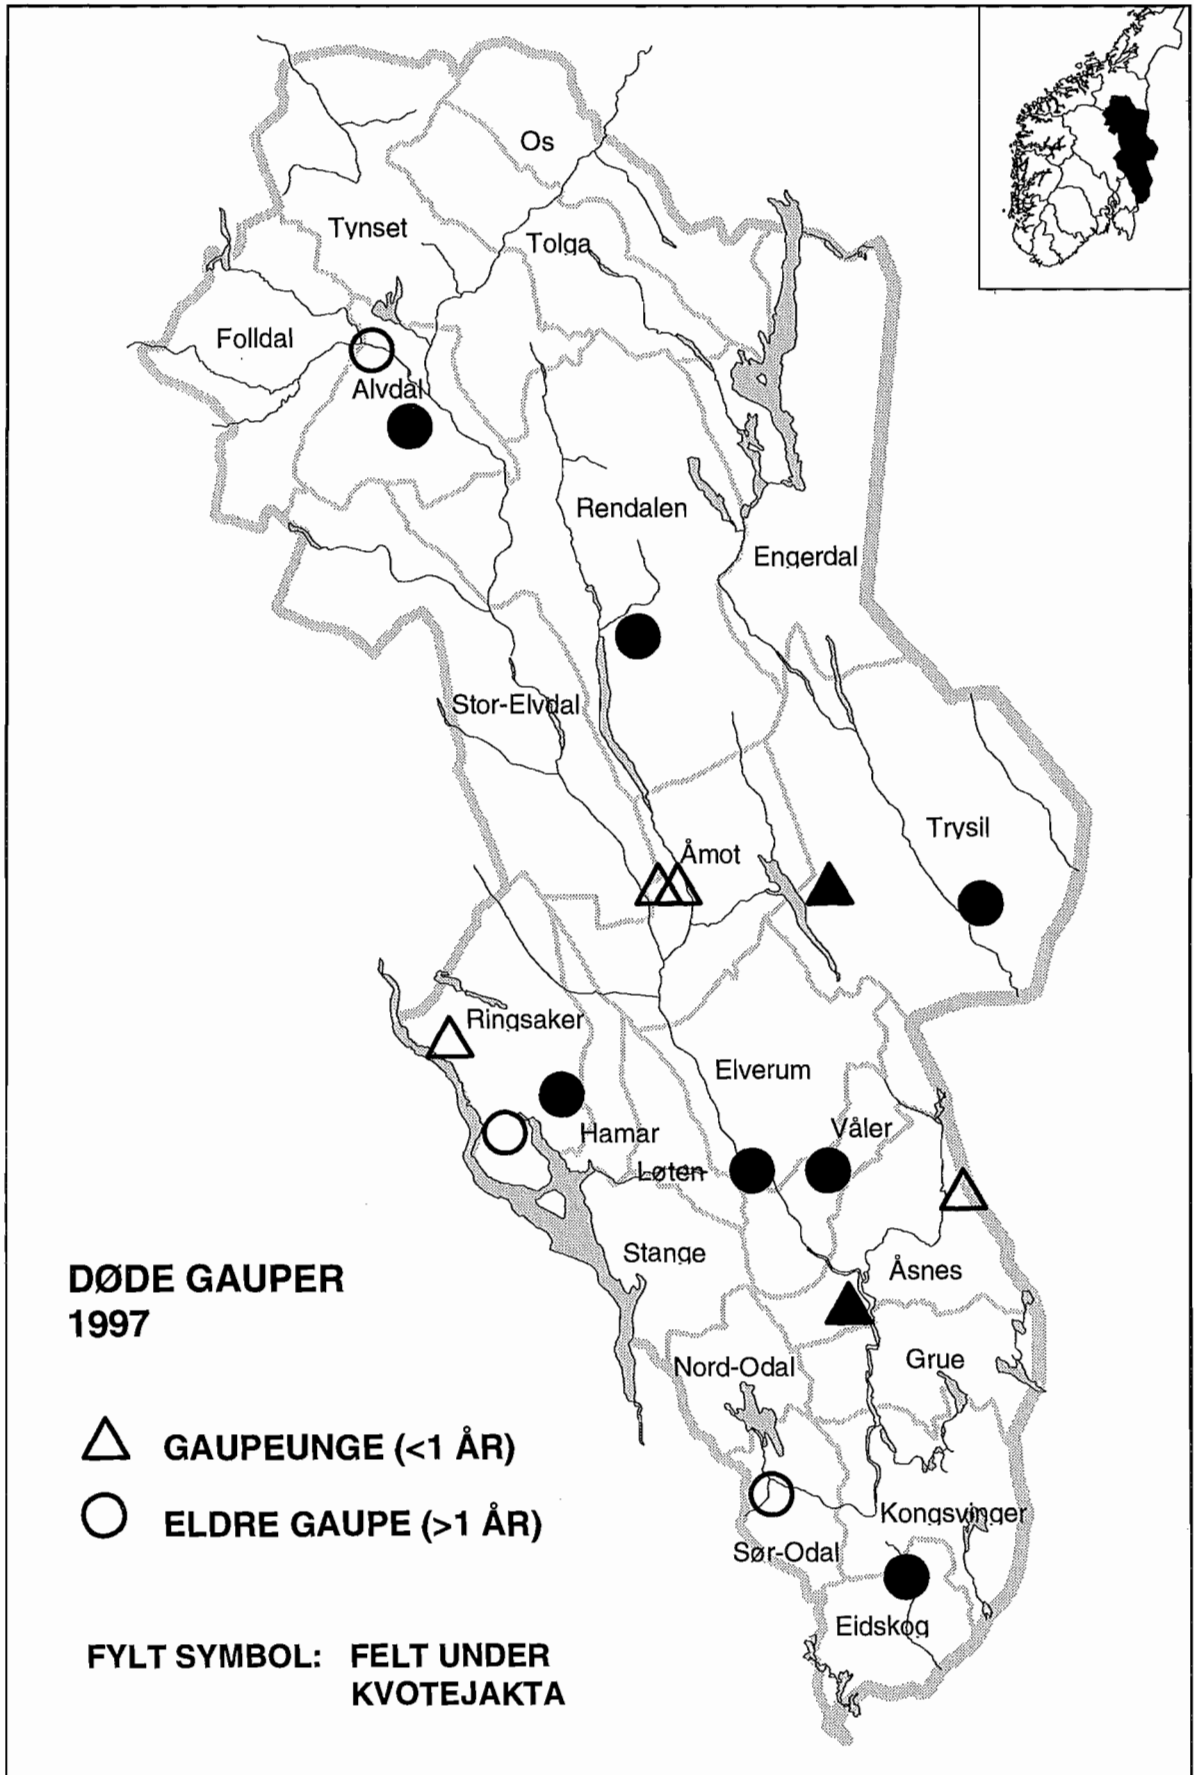 Os
Tynset
Tolga
Folldal
Alvdal
Rendalen
Engerdal
Stor-Elvdal
Trysil
Åmot
Ringsaker
Elverum
Hamar
Våler
Løten
Stange
Åsnes
DØDE GAUPER
1997
Nord-Odal
Grue
GAUPEUNGE (<1 ÅR)
ELDRE GAUPE (>1 ÅR)
Kongsvinger
Sør-Odal
Eidskog
FYLT SYMBOL: FELT UNDER
KVOTEJAKTA